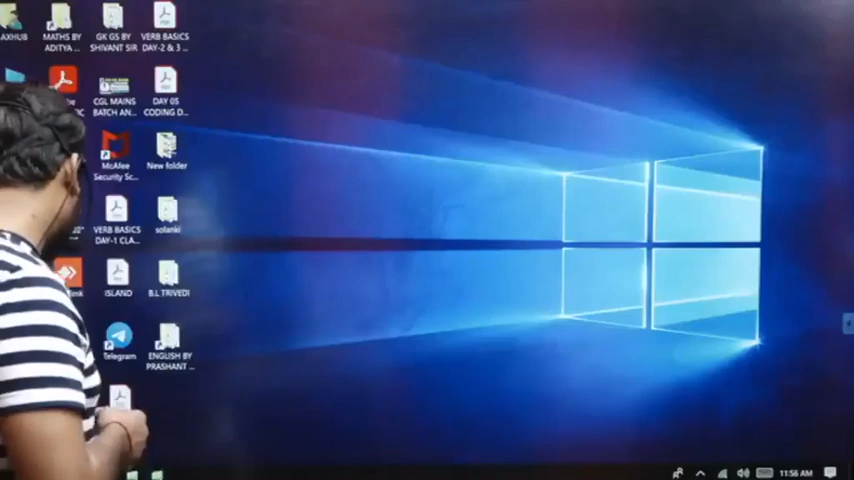 AXHUB
MATHS BY
ADITYA ...
GK GS BY
SHIVANT SIR
VERB BASICS
DAY-2 & 3 ...
CGL MAINS
BATCH AN...
DAY 05
CODING D...
McAfee
Security Sc...
New folder
VERB BASICS
DAY-1 CLA...
solanki
ISLAND
B.L TRIVEDI
Telegram
ENGLISH BY
PRASHANT ...
11:56 AM